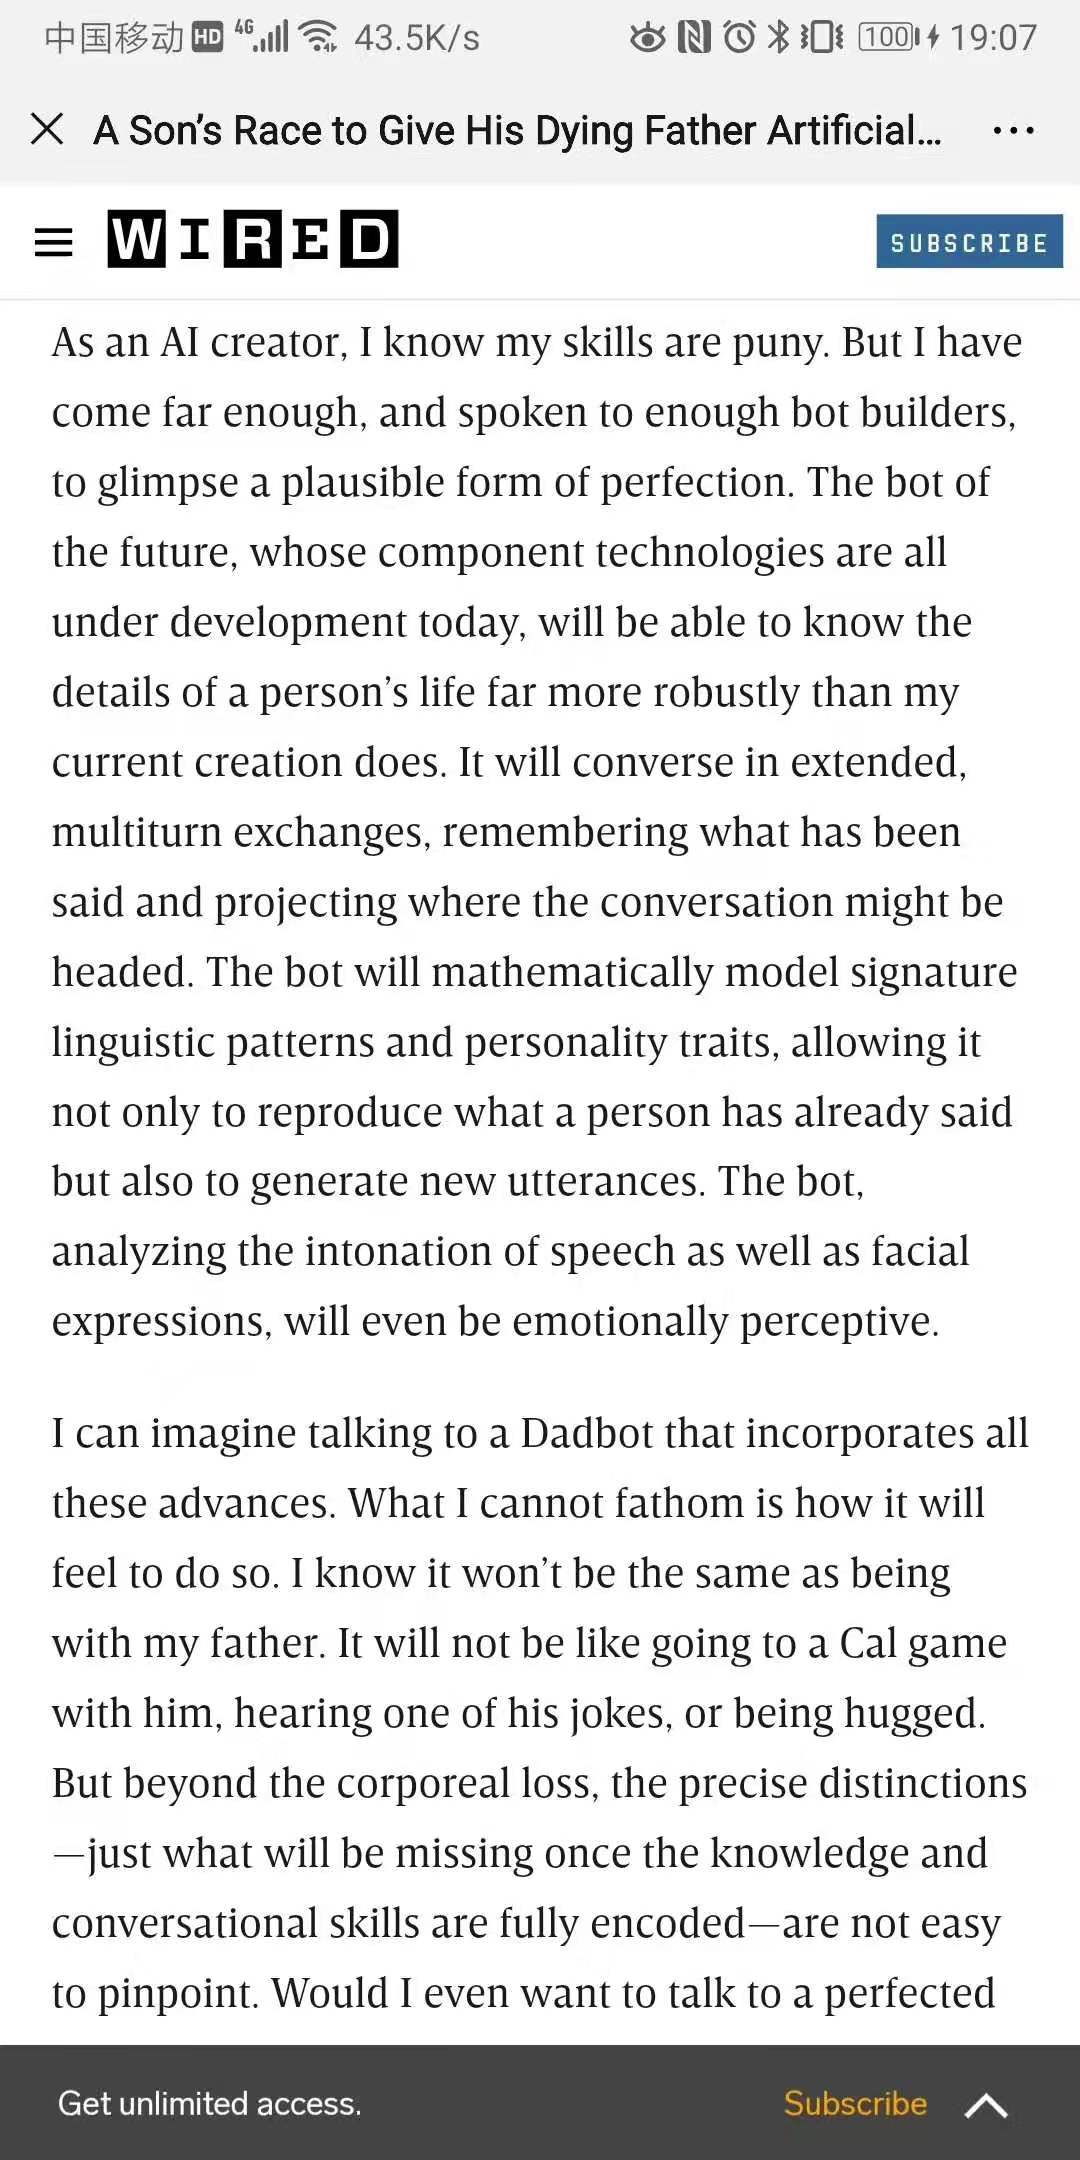 中国移动 HD 4G 43.5K/s 100 19:07
A Son's Race to Give His Dying Father Artificial...
WIRED SUBSCRIBE
As an AI creator, I know my skills are puny. But I have
come far enough, and spoken to enough bot builders,
to glimpse a plausible form of perfection. The bot of
the future, whose component technologies are all
under development today, will be able to know the
details of a person’s life far more robustly than my
current creation does. It will converse in extended,
multiturn exchanges, remembering what has been
said and projecting where the conversation might be
headed. The bot will mathematically model signature
linguistic patterns and personality traits, allowing it
not only to reproduce what a person has already said
but also to generate new utterances. The bot,
analyzing the intonation of speech as well as facial
expressions, will even be emotionally perceptive.
I can imagine talking to a Dadbot that incorporates all
these advances. What I cannot fathom is how it will
feel to do so. I know it won’t be the same as being
with my father. It will not be like going to a Cal game
with him, hearing one of his jokes, or being hugged.
But beyond the corporeal loss, the precise distinctions
—just what will be missing once the knowledge and
conversational skills are fully encoded—are not easy
to pinpoint. Would I even want to talk to a perfected
Get unlimited access. Subscribe